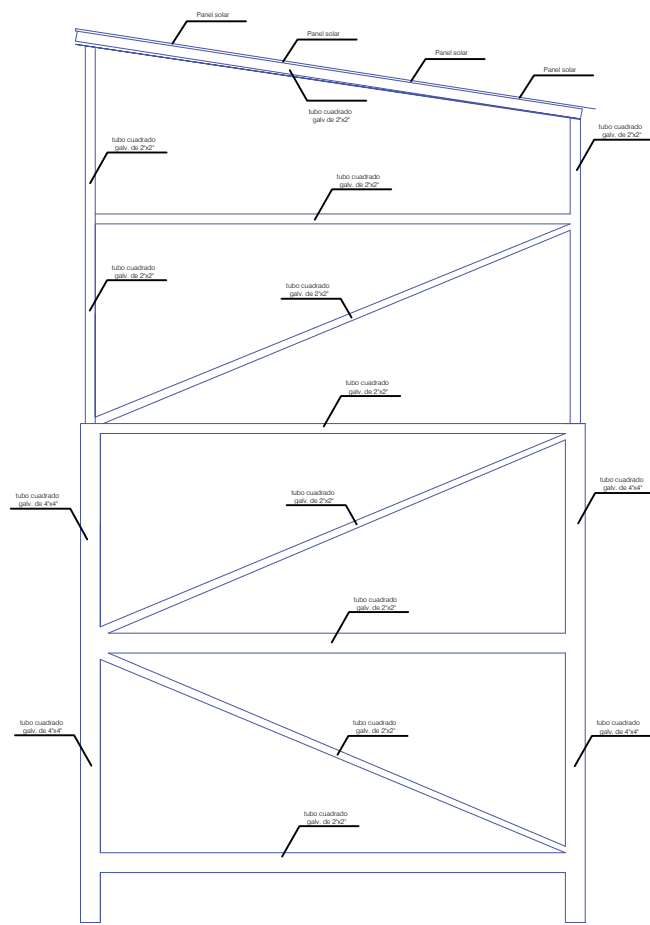 Panel solar
Panel solar
Panel solar
Panel solar
tubo cuadrado
galv de 2"x2"
tubo cuadrado
galv. de 2"x2"
tubo cuadrado
galv. de 2"x2"
tubo cuadrado
galv. de 2"x2"
tubo cuadrado
galv. de 2"x2"
tubo cuadrado
galv. de 2"x2"
tubo cuadrado
galv. de 2"x2"
tubo cuadrado
galv. de 4"x4"
tubo cuadrado
galv. de 2"x2"
tubo cuadrado
galv. de 4"x4"
tubo cuadrado
galv. de 2"x2"
tubo cuadrado
galv. de 4"x4"
tubo cuadrado
galv. de 2"x2"
tubo cuadrado
galv. de 4"x4"
tubo cuadrado
galv. de 2"x2"